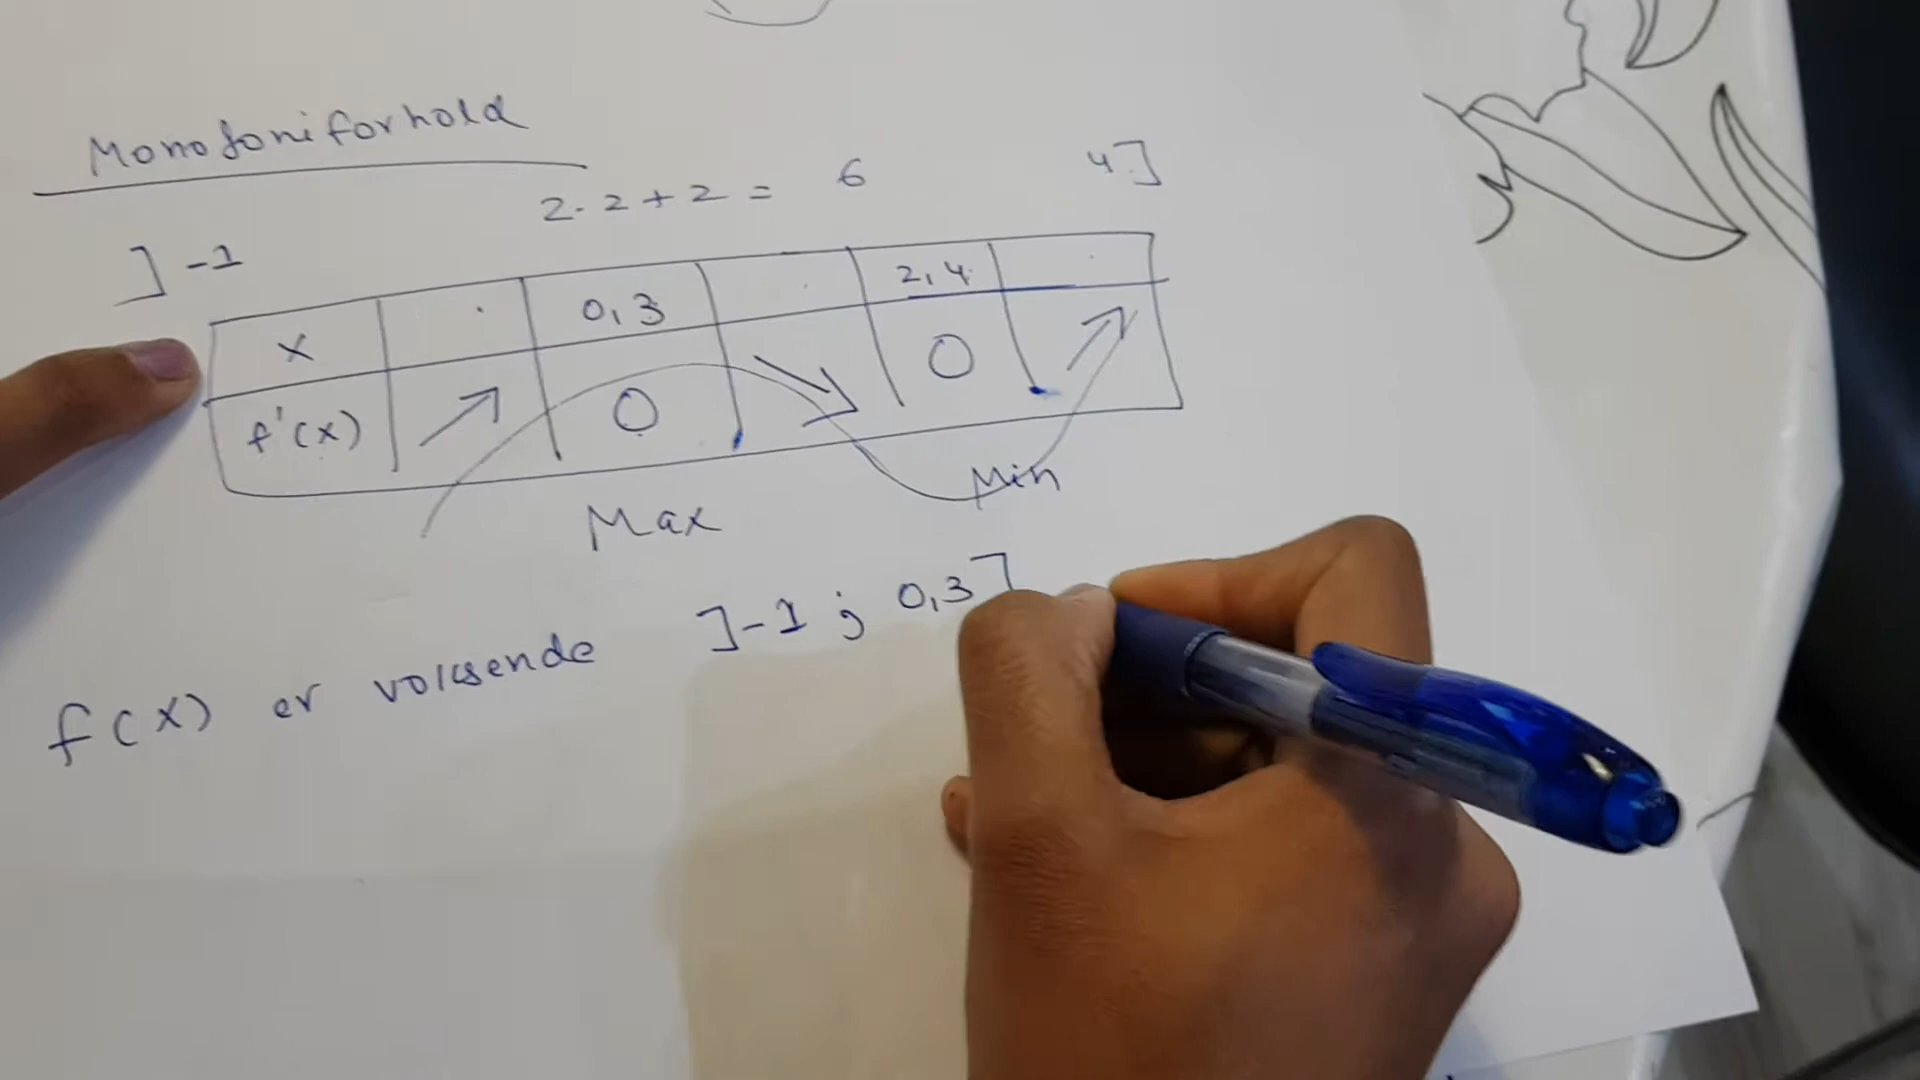 Monotoniforhold
2·2+2= 6
]-1 4]
x 0,3 2,4
f'(x) 0 0
Max Min
f(x) er voksende ]-1; 0,3]